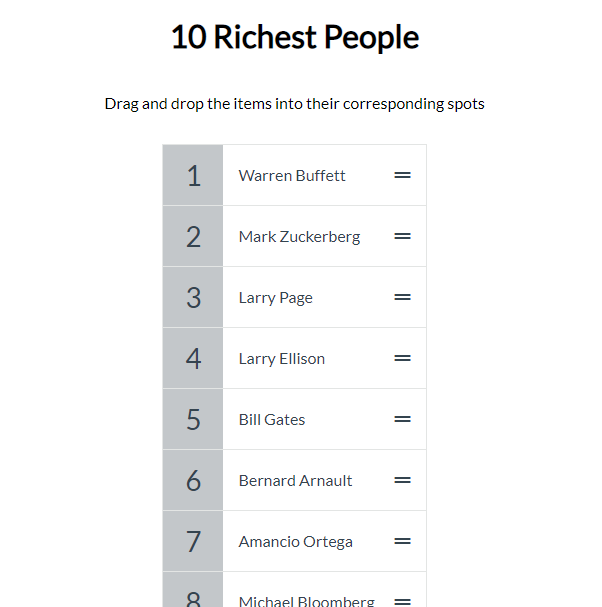 10 Richest People
Drag and drop the items into their corresponding spots
1 Warren Buffett
2 Mark Zuckerberg
3 Larry Page
4 Larry Ellison
5 Bill Gates
6 Bernard Arnault
7 Amancio Ortega
8 Michael Bloomberg